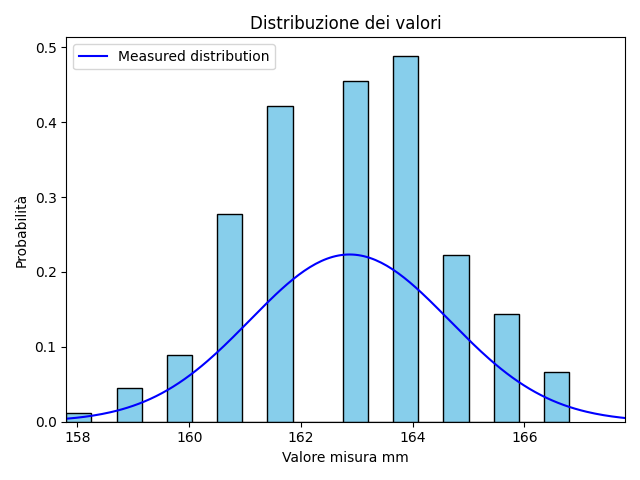 Distribuzione dei valori
Measured distribution
0.5
0.4
0.3
0.2
0.1
0.0
Probabilità
158 160 162 164 166
Valore misura mm